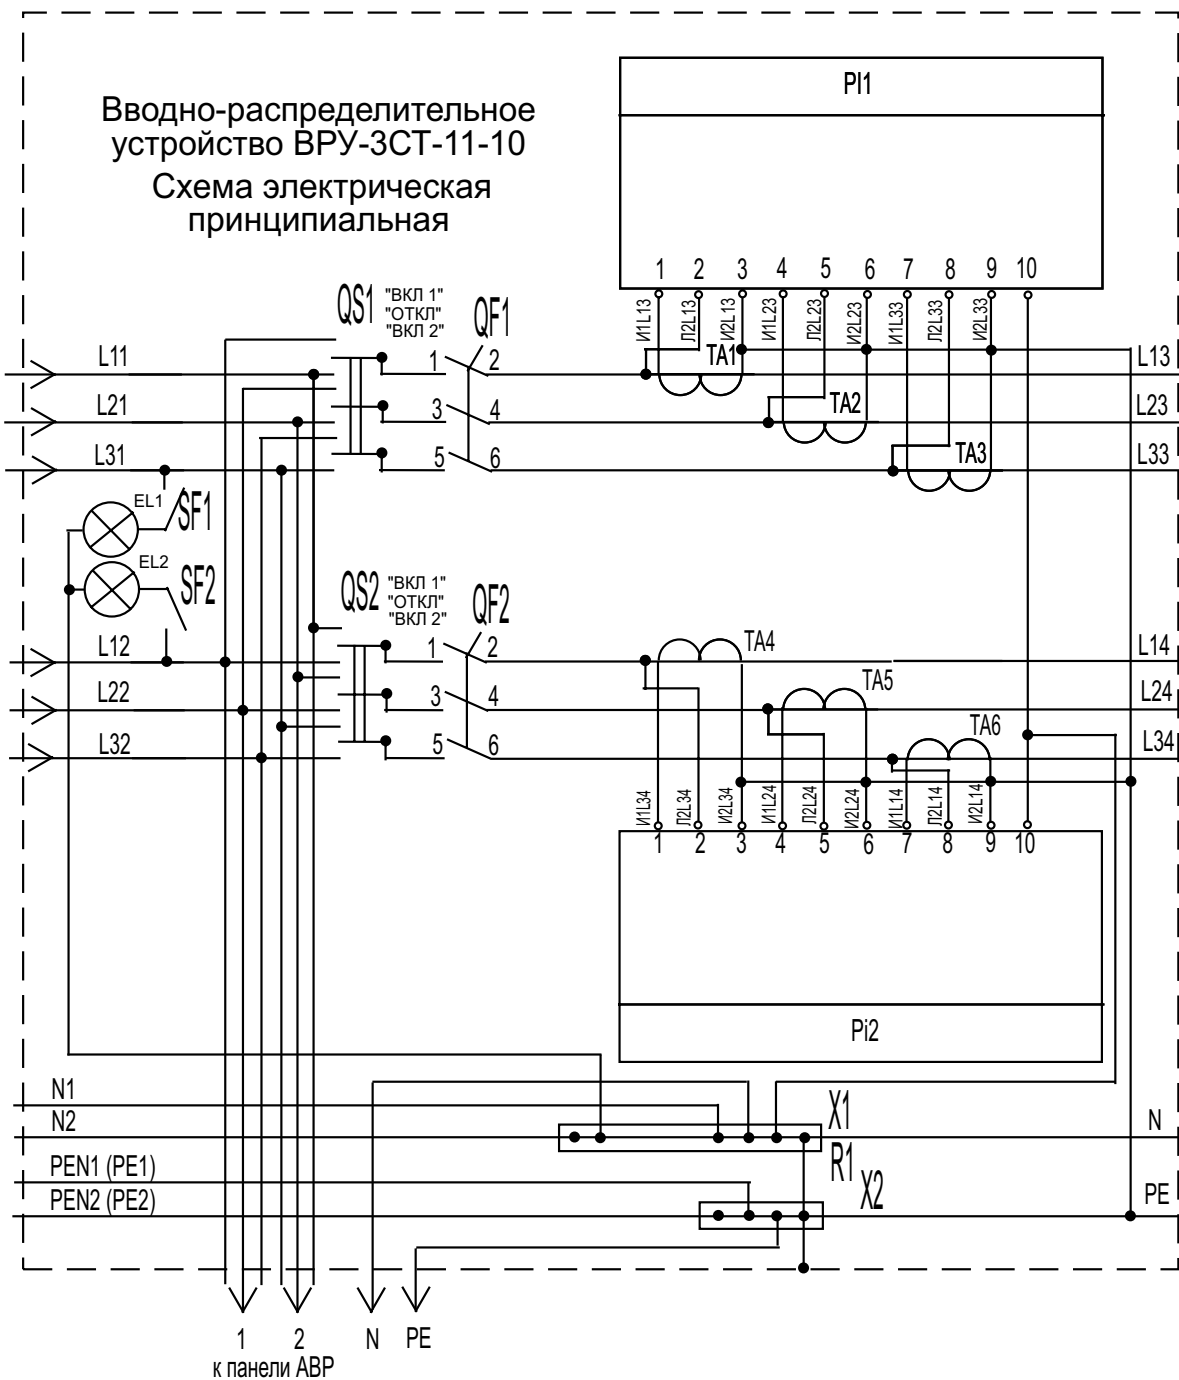 Вводно-распределительное
устройство ВРУ-3СТ-11-10
Схема электрическая
принципиальная
PI1
1 2 3 4 5 6 7 8 9 10
И1L13 Л2L13 И2L13 И1L23 Л2L23 И2L23 И1L33 Л2L33 И2L33
QS1
"ВКЛ 1"
"ОТКЛ"
"ВКЛ 2"
QF1
L11
1 2
TA1
L13
L21
3 4
TA2
L23
L31
5 6
TA3
L33
EL1
SF1
EL2
SF2
QS2
"ВКЛ 1"
"ОТКЛ"
"ВКЛ 2"
QF2
L12
1 2
TA4
L14
L22
3 4
TA5
L24
L32
5 6
TA6
L34
И1L34 Л2L34 И2L34 И1L24 Л2L24 И2L24 И1L14 Л2L14 И2L14
1 2 3 4 5 6 7 8 9 10
Pi2
N1
X1
N2
N
R1
PEN1 (PE1)
X2
PEN2 (PE2)
PE
1 2 N PE
к панели АВР